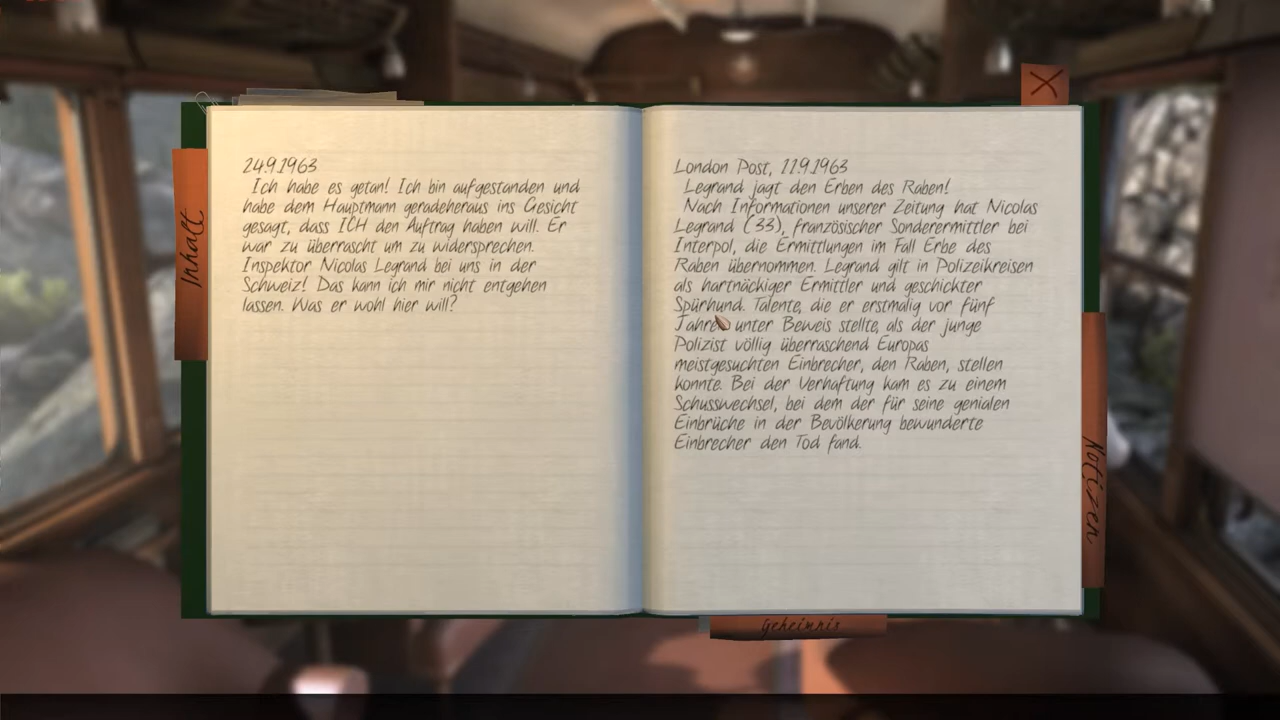 Inhalt
24.9.1963
Ich habe es getan! Ich bin aufgestanden und
habe dem Hauptmann geradeheraus ins Gesicht
gesagt, dass ICH den Auftrag haben will. Er
war zu überrascht um zu widersprechen.
Inspektor Nicolas Legrand bei uns in der
Schweiz! Das kann ich mir nicht entgehen
lassen. Was er wohl hier will?
London Post, 11.9.1963
Legrand jagt den Erben des Raben!
Nach Informationen unserer Zeitung hat Nicolas
Legrand (33), französischer Sonderermittler bei
Interpol, die Ermittlungen im Fall Erbe des
Raben übernommen. Legrand gilt in Polizeikreisen
als hartnäckiger Ermittler und geschickter
Spürhund. Talente, die er erstmalig vor fünf
Jahren unter Beweis stellte, als der junge
Polizist völlig überraschend Europas
meistgesuchten Einbrecher, den Raben, stellen
konnte. Bei der Verhaftung kam es zu einem
Schusswechsel, bei dem der für seine genialen
Einbrüche in der Bevölkerung bewunderte
Einbrecher den Tod fand.
Notizen
Geheimnis